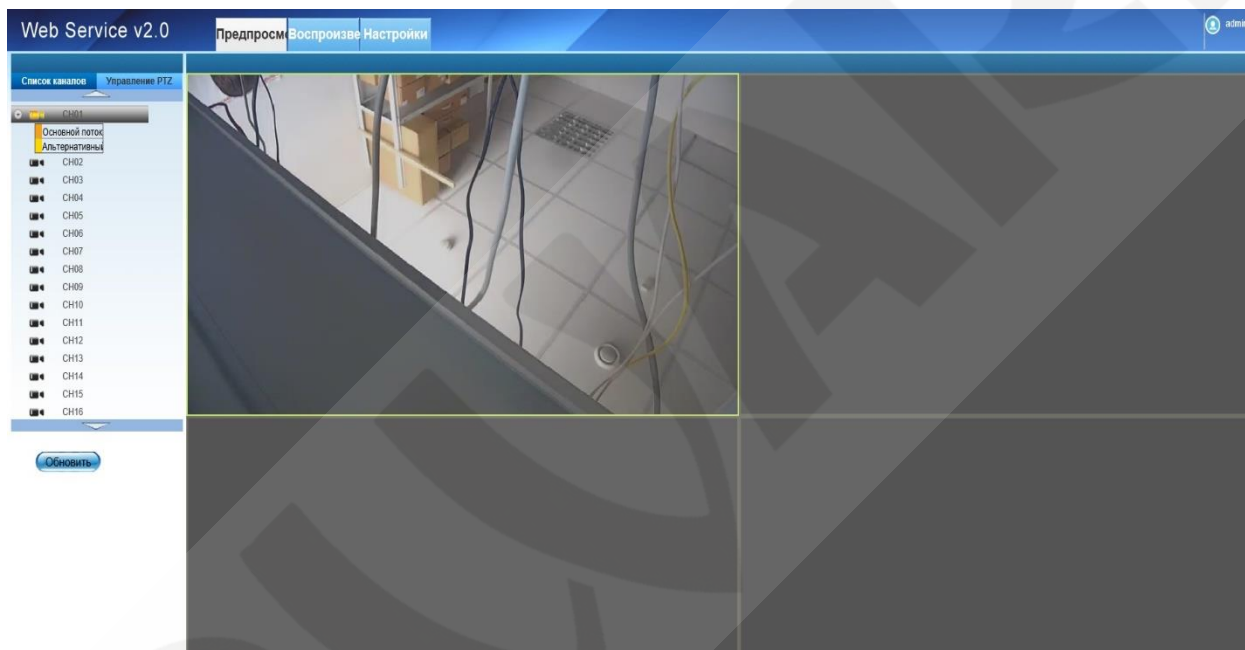 Web Service v2.0
Предпросм Воспроизве Настройки
admin
Список каналов Управление PTZ
CH01
Основной поток
Альтернативны
CH02
CH03
CH04
CH05
CH06
CH07
CH08
CH09
CH10
CH11
CH12
CH13
CH14
CH15
CH16
Обновить